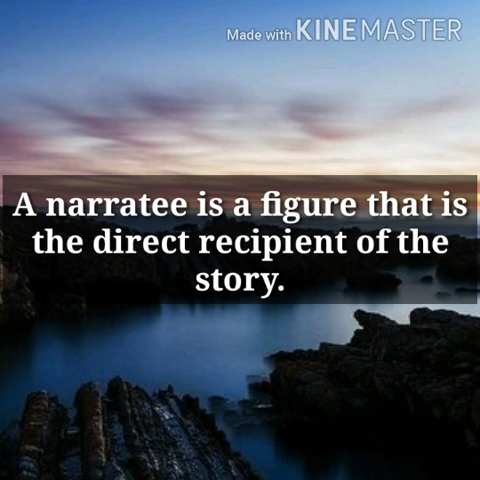 Made with KINEMASTER
A narratee is a figure that is
the direct recipient of the
story.